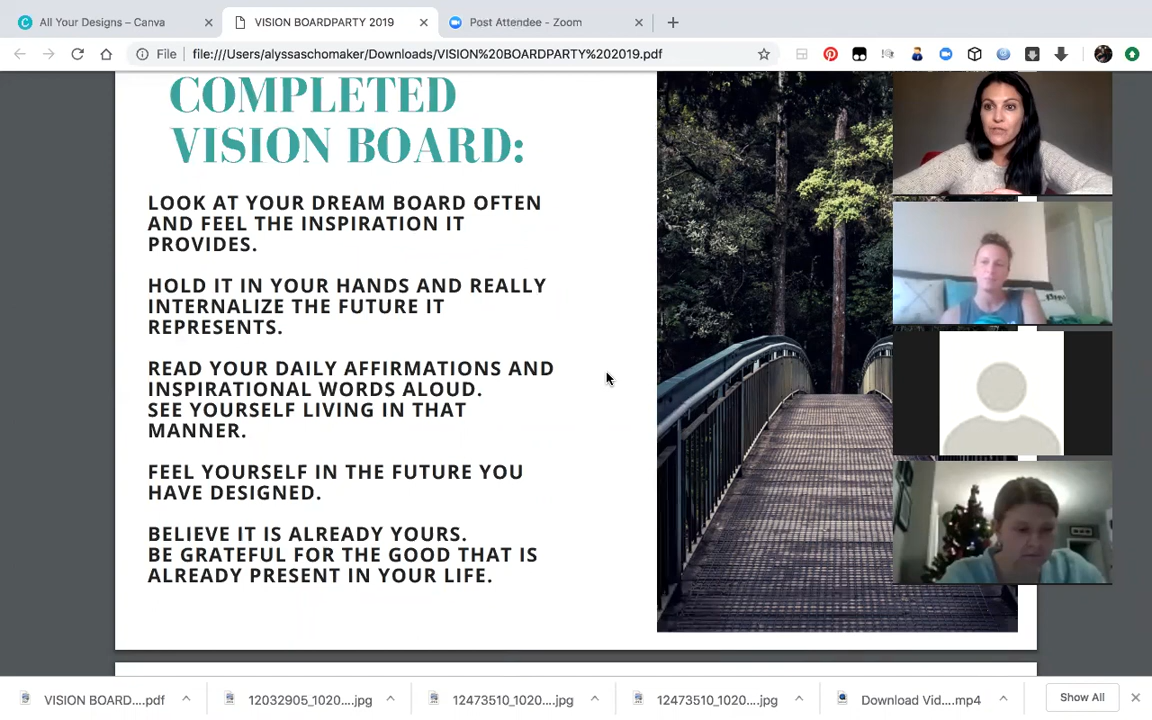 All Your Designs – Canva
VISION BOARDPARTY 2019
Post Attendee - Zoom
File
file:///Users/alyssaschomaker/Downloads/VISION%20BOARDPARTY%202019.pdf
COMPLETED
VISION BOARD:
LOOK AT YOUR DREAM BOARD OFTEN
AND FEEL THE INSPIRATION IT
PROVIDES.
HOLD IT IN YOUR HANDS AND REALLY
INTERNALIZE THE FUTURE IT
REPRESENTS.
READ YOUR DAILY AFFIRMATIONS AND
INSPIRATIONAL WORDS ALOUD.
SEE YOURSELF LIVING IN THAT
MANNER.
FEEL YOURSELF IN THE FUTURE YOU
HAVE DESIGNED.
BELIEVE IT IS ALREADY YOURS.
BE GRATEFUL FOR THE GOOD THAT IS
ALREADY PRESENT IN YOUR LIFE.
VISION BOARD....pdf
12032905_1020....jpg
12473510_1020....jpg
12473510_1020....jpg
Download Vid....mp4
Show All